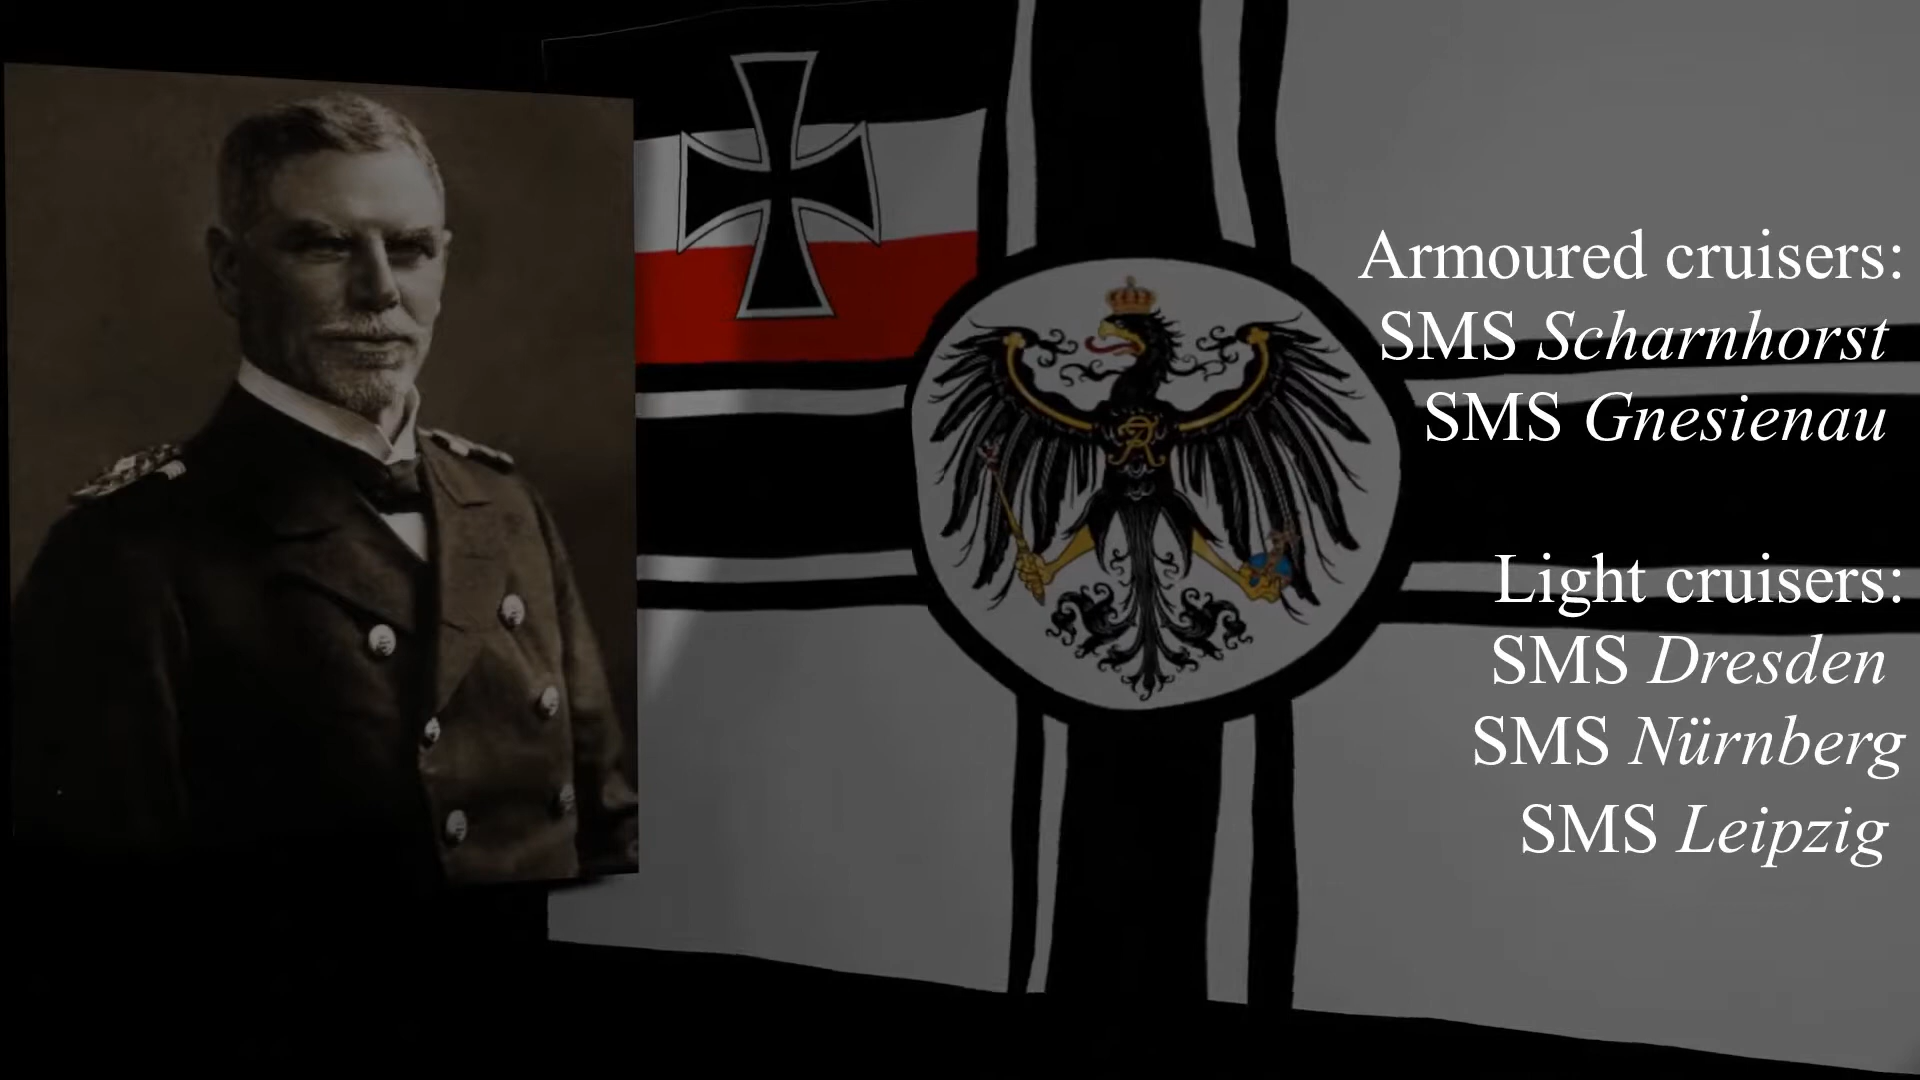 Armoured cruisers:
SMS Scharnhorst
SMS Gnesienau
Light cruisers:
SMS Dresden
SMS Nürnberg
SMS Leipzig